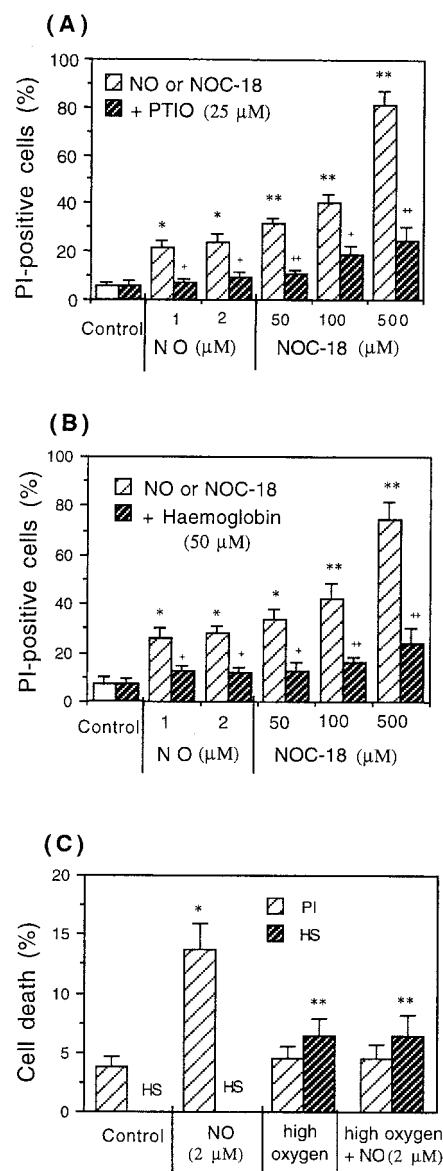 (A)
PI-positive cells (%)
100
80
60
40
20
0
NO or NOC-18
+ PTIO (25 µM)
* + * + ** ++ ** + ** ++
1 2 50 100 500
Control
NO (µM) NOC-18 (µM)
(B)
PI-positive cells (%)
100
80
60
40
20
0
NO or NOC-18
+ Haemoglobin
(50 µM)
* + * + * + ** ++ ** ++
1 2 50 100 500
Control
NO (µM) NOC-18 (µM)
(C)
Cell death (%)
20
15
10
5
0
PI
HS
* ** **
HS HS
Control NO high high oxygen
(2 µM) oxygen + NO (2 µM)